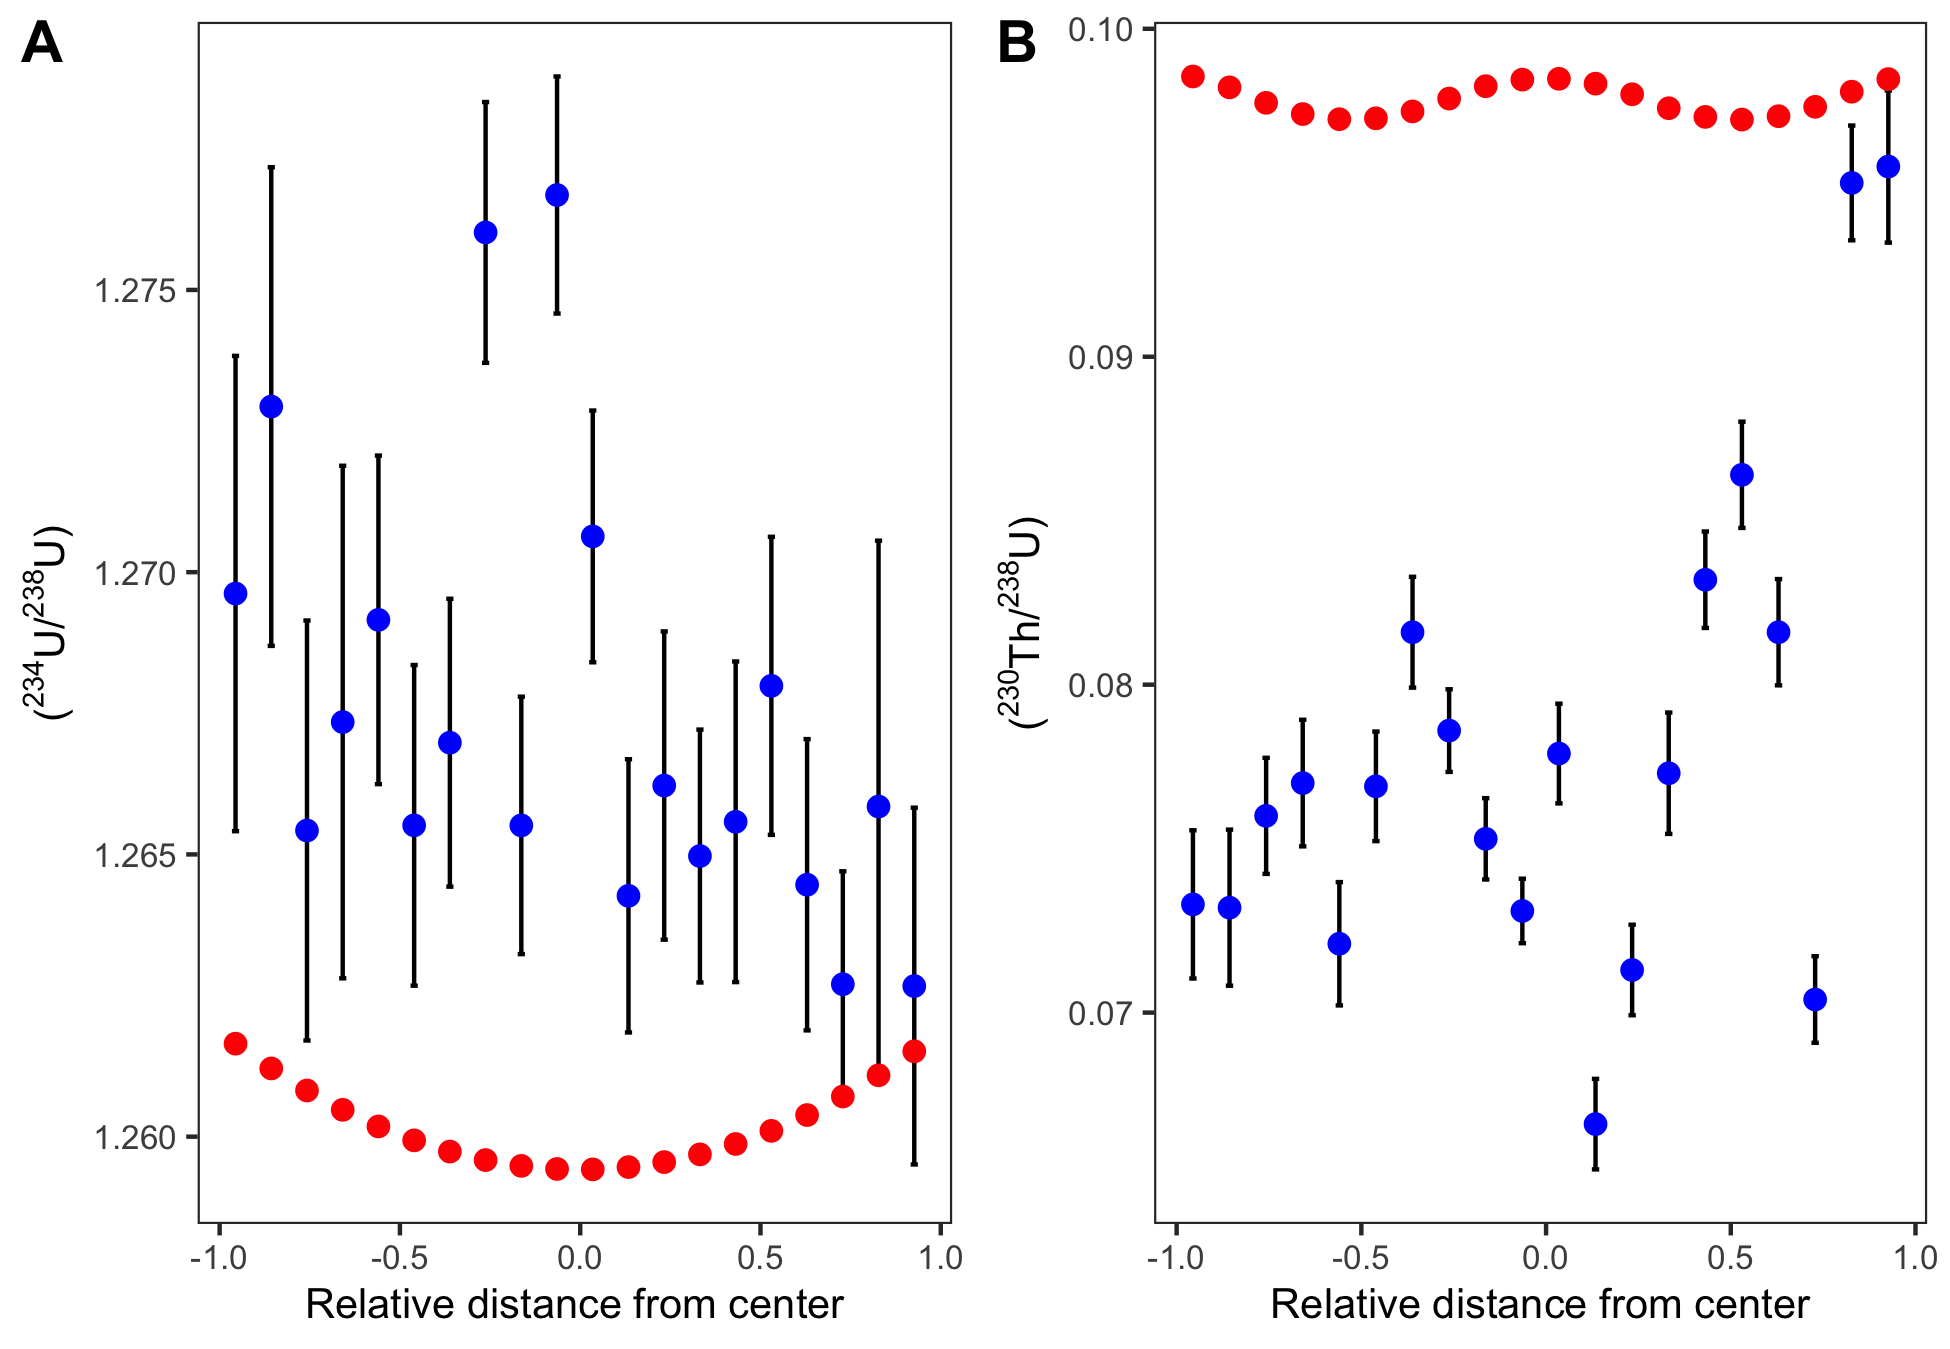 A
B
(²³⁴U/²³⁸U)
1.275
1.270
1.265
1.260
-1.0 -0.5 0.0 0.5 1.0
Relative distance from center
(²³⁰Th/²³⁸U)
0.10
0.09
0.08
0.07
-1.0 -0.5 0.0 0.5 1.0
Relative distance from center